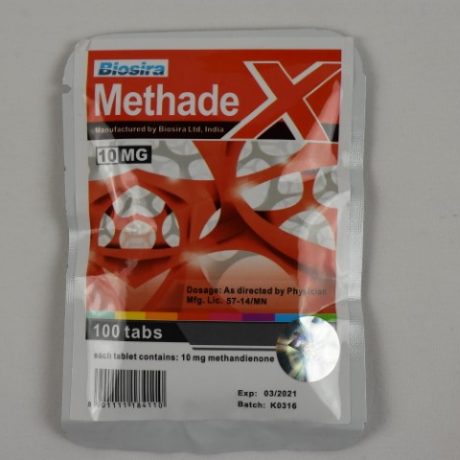 Biosira
Methade X
Manufactured by Biosira Ltd, India
10 MG
Dosage: As directed by Physician
Mfg. Lic. 57-14/MN
100 tabs
each tablet contains: 10 mg methandienone
Exp: 03/2021
Batch: K0316